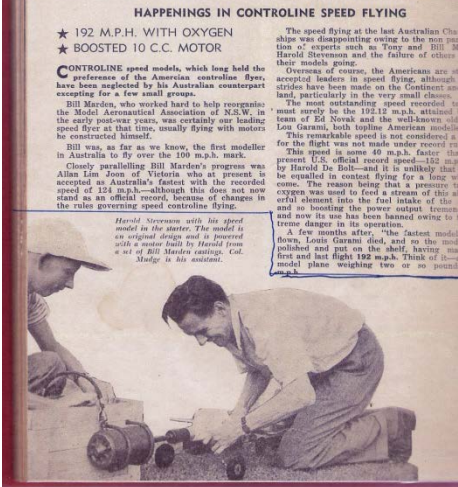 HAPPENINGS IN CONTROLINE SPEED FLYING
★ 192 M.P.H. WITH OXYGEN
★ BOOSTED 10 C.C. MOTOR
CONTROLINE speed models, which long held the
preference of the Amercian controline flyer,
have been neglected by his Australian counterpart
excepting for a few small groups.
Bill Marden, who worked hard to help reorganise
the Model Aeronautical Association of N.S.W. in
the early post-war years, was certainly our leading
speed flyer at that time, usually flying with motors
he constructed himself.
Bill was, as far as we know, the first modeller
in Australia to fly over the 100 m.p.h. mark.
Closely parallelling Bill Marden's progress was
Allan Lim Joon of Victoria who at present is
accepted as Australia's fastest with the recorded
speed of 124 m.p.h.—although this does not now
stand as an official record, because of changes in
the rules governing speed controline flying.
Harold Stevenson with his speed
model in the starter. The model is
an original design and is powered
with a motor built by Harold from
a set of Bill Marden castings. Col.
Mudge is his assistant.
The speed flying at the last Australian
ships was disappointing owing to the non
tion of experts such as Tony and Bill
Harold Stevenson and the failure of others
their models going.
Overseas of course, the Americans are
accepted leaders in speed flying, although
strides have been made on the Continent
land, particularly in the very small classes.
The most outstanding speed recorded
must surely be the 192.12 m.p.h. attained
team of Ed Novak and the well-known
Lou Garami, both topline American
This remarkable speed is not considered a
for the flight was not made under record
This speed is some 40 m.p.h. faster
present U.S. official record speed—152
by Harold De Bolt—and it is unlikely that
be equalled in contest flying for a long
come. The reason being that a pressure
oxygen was used to feed a stream of this
erful element into the fuel intake of the
and so boosting the power output
and now its use has been banned owing to
treme danger in its operation.
A few months after, "the fastest
flown, Louis Garami died, and so the
polished and put on the shelf, having
first and last flight 192 m.p.h. Think of it—
model plane weighing two or so
m.p.h.